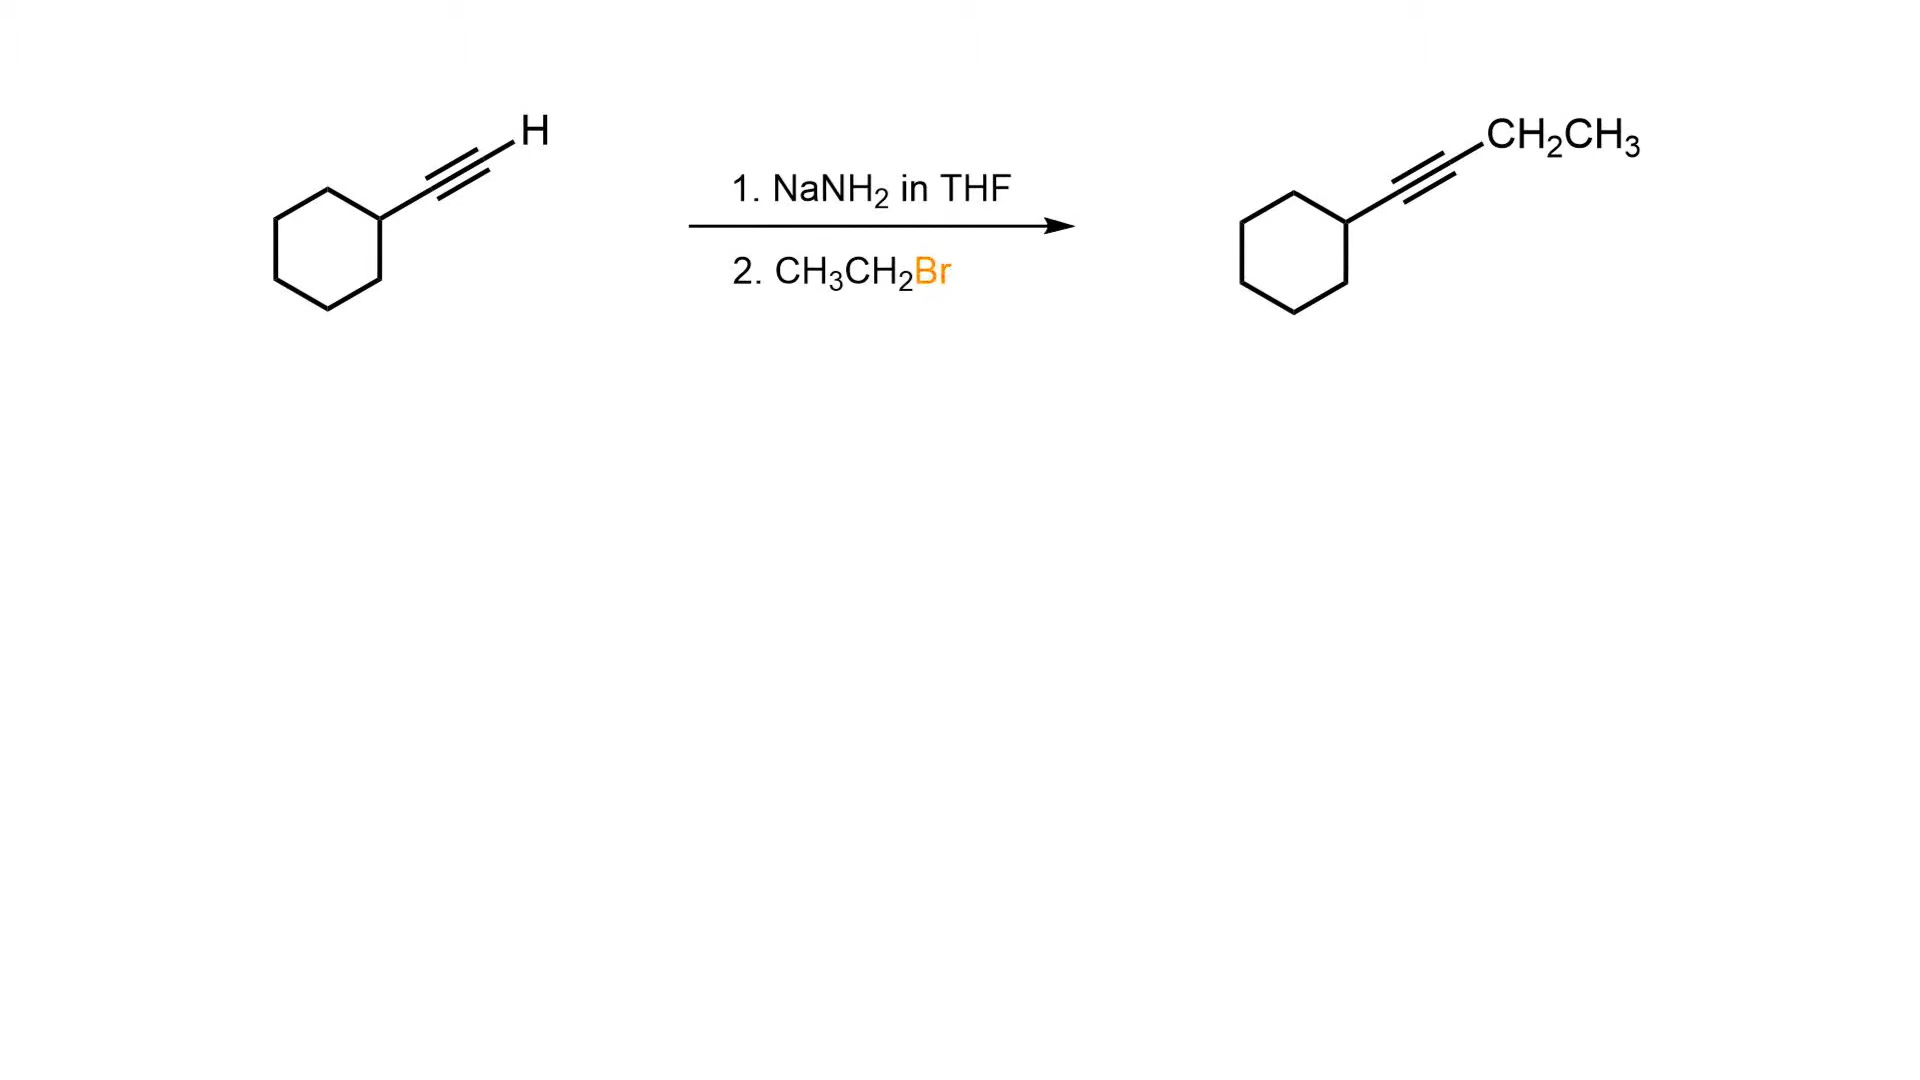 H
1. NaNH₂ in THF
2. CH₃CH₂Br
CH₂CH₃